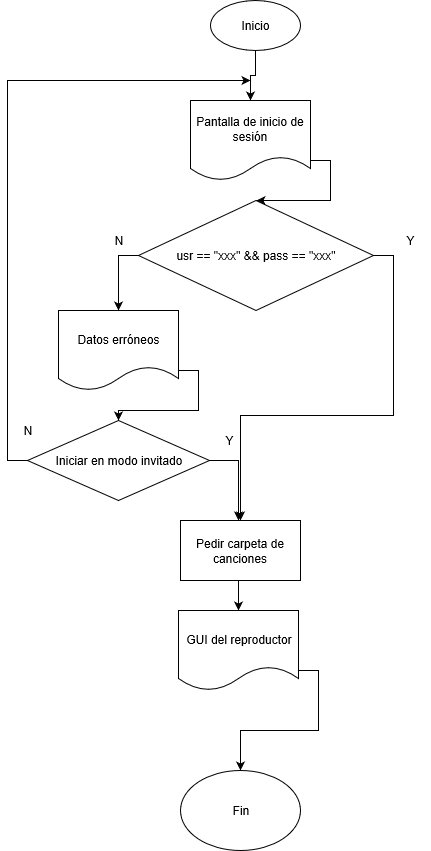 Inicio
Pantalla de inicio de
sesión
N
Y
usr == "xxx" && pass == "xxx"
Datos erróneos
N
Y
Iniciar en modo invitado
Pedir carpeta de
canciones
GUI del reproductor
Fin